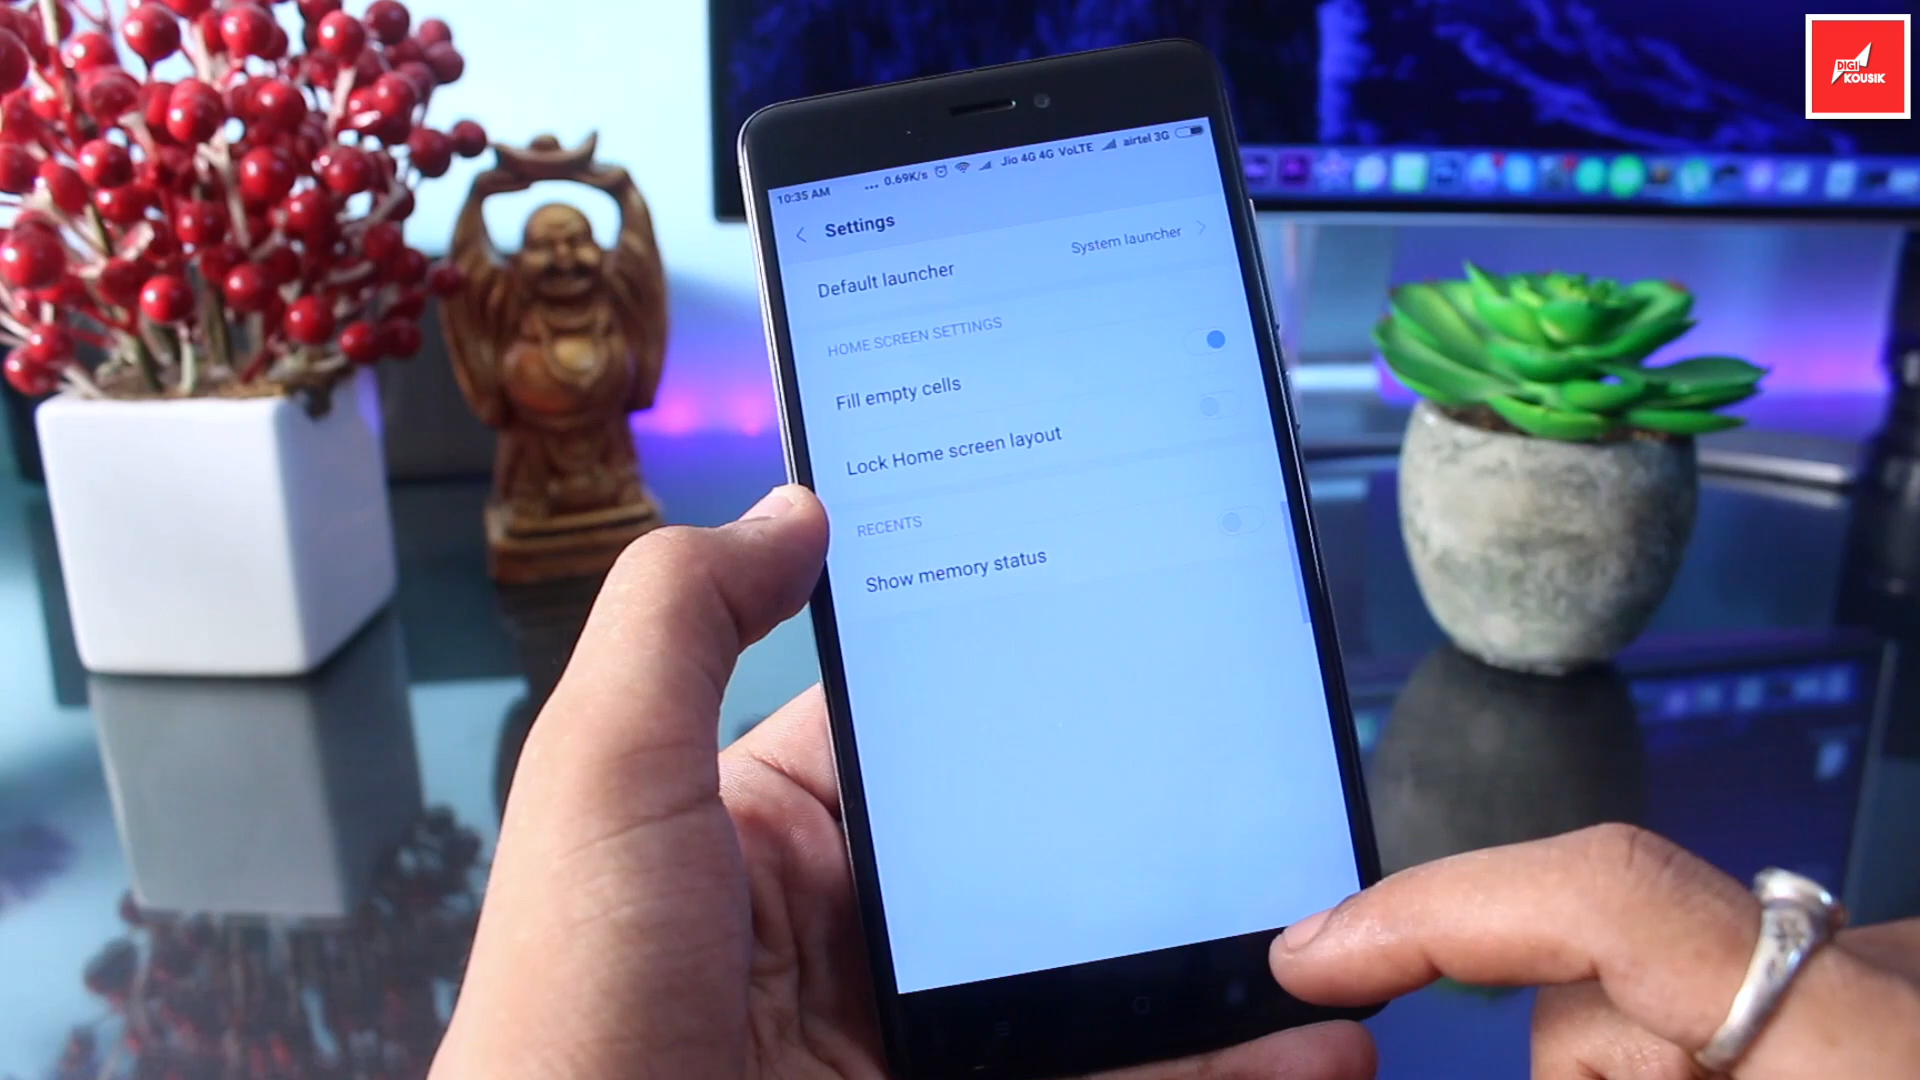 DIGI
KOUSIK
10:35 AM ... 0.69K/s Jio 4G 4G VoLTE airtel 3G
Settings
Default launcher System launcher
HOME SCREEN SETTINGS
Fill empty cells
Lock Home screen layout
RECENTS
Show memory status